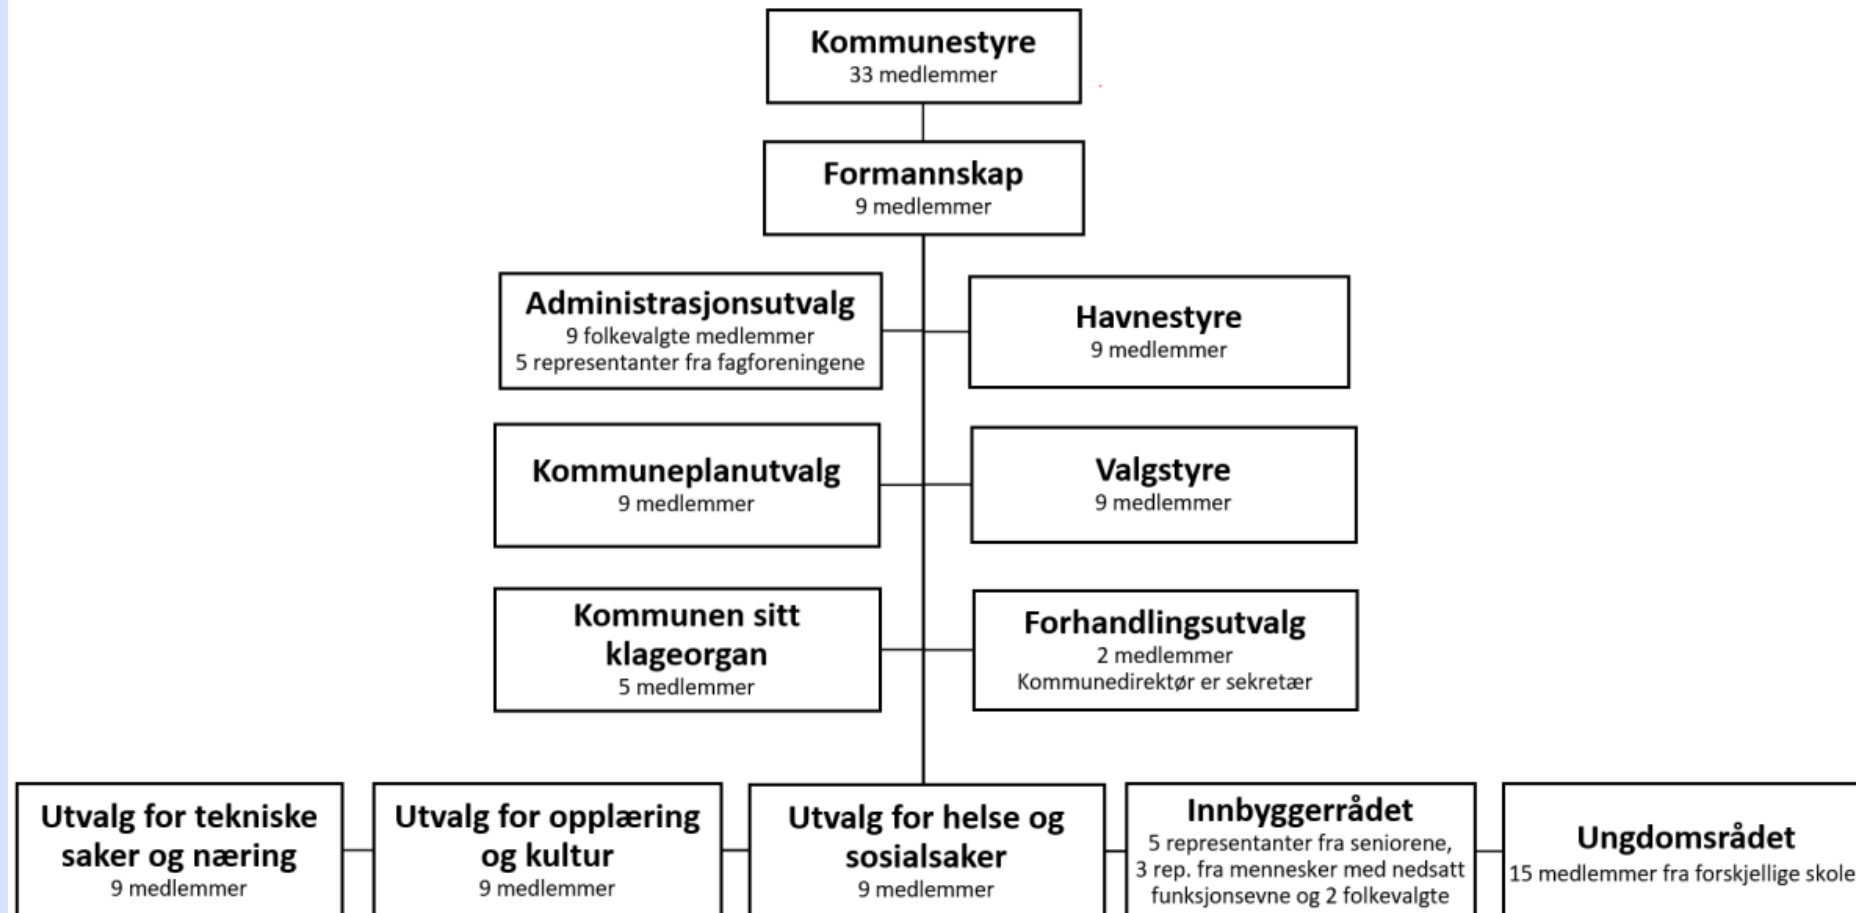 Kommunestyre
33 medlemmer
Formannskap
9 medlemmer
Administrasjonsutvalg
9 folkevalgte medlemmer
5 representanter fra fagforeningene
Havnestyre
9 medlemmer
Kommuneplanutvalg
9 medlemmer
Valgstyre
9 medlemmer
Kommunen sitt
klageorgan
5 medlemmer
Forhandlingsutvalg
2 medlemmer
Kommunedirektør er sekretær
Utvalg for tekniske
saker og næring
9 medlemmer
Utvalg for opplæring
og kultur
9 medlemmer
Utvalg for helse og
sosialsaker
9 medlemmer
Innbyggerrådet
5 representanter fra seniorene,
3 rep. fra mennesker med nedsatt
funksjonsevne og 2 folkevalgte
Ungdomsrådet
15 medlemmer fra forskjellige skole